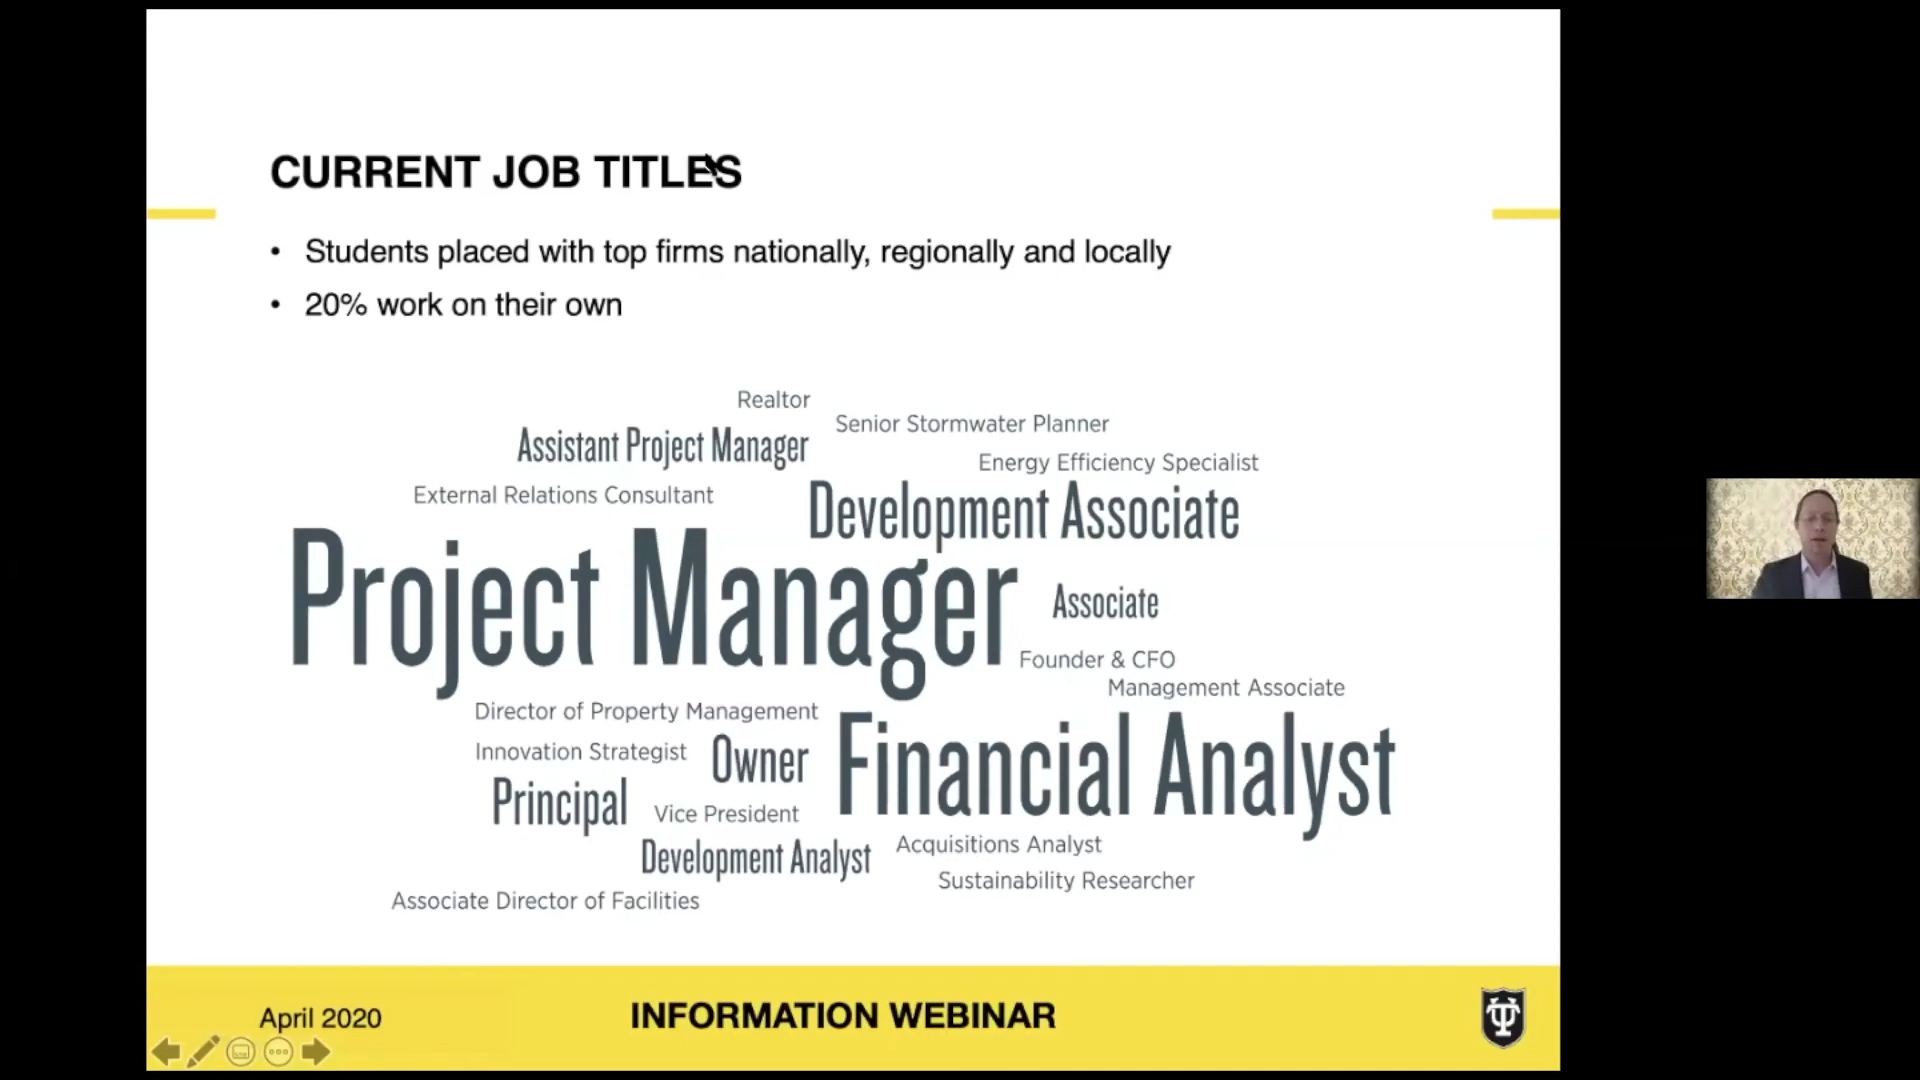 CURRENT JOB TITLES
• Students placed with top firms nationally, regionally and locally
• 20% work on their own
Realtor
Senior Stormwater Planner
Assistant Project Manager
Energy Efficiency Specialist
External Relations Consultant
Development Associate
Project Manager
Associate
Founder & CFO
Management Associate
Director of Property Management
Innovation Strategist
Owner
Financial Analyst
Principal
Vice President
Development Analyst
Acquisitions Analyst
Sustainability Researcher
Associate Director of Facilities
April 2020
INFORMATION WEBINAR